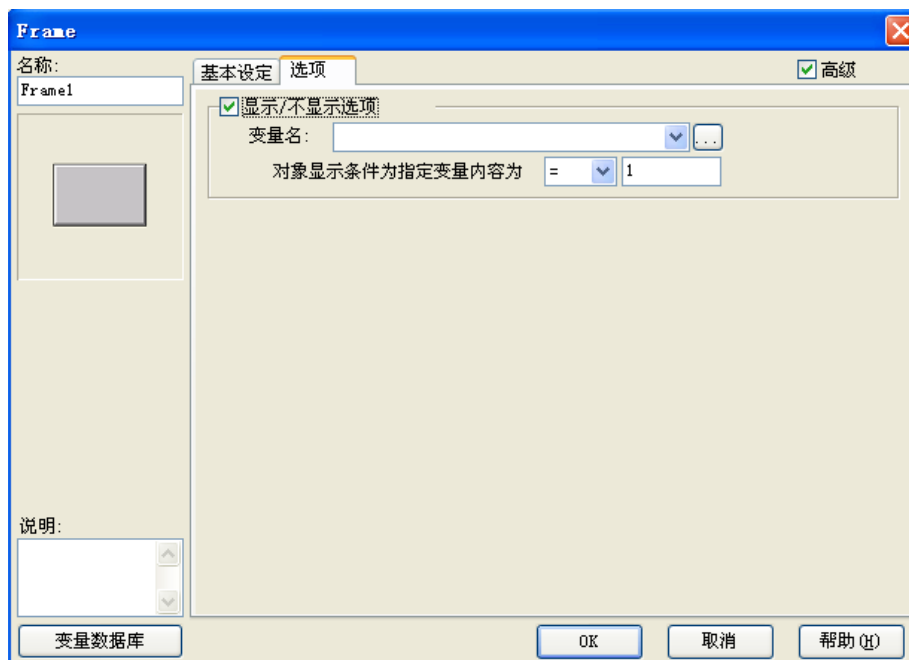 Frame
名称:
Frame1
基本设定 选项 高级
显示/不显示选项
变量名: ...
对象显示条件为指定变量内容为 = 1
说明:
变量数据库 OK 取消 帮助(H)